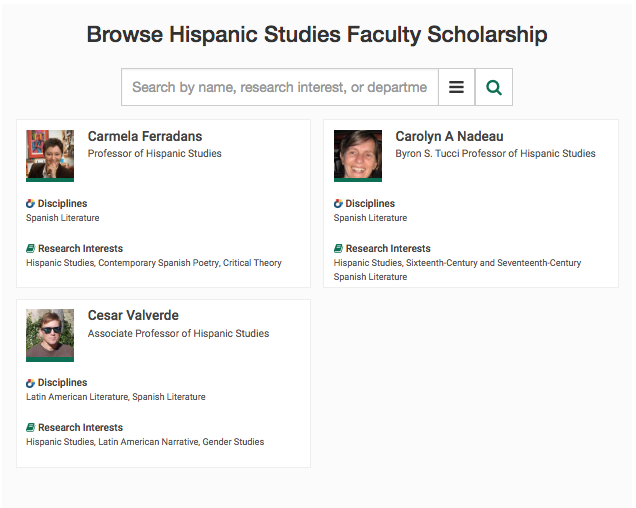 Browse Hispanic Studies Faculty Scholarship
Search by name, research interest, or departme
Carmela Ferradans
Professor of Hispanic Studies
Disciplines
Spanish Literature
Research Interests
Hispanic Studies, Contemporary Spanish Poetry, Critical Theory
Carolyn A Nadeau
Byron S. Tucci Professor of Hispanic Studies
Disciplines
Spanish Literature
Research Interests
Hispanic Studies, Sixteenth-Century and Seventeenth-Century
Spanish Literature
Cesar Valverde
Associate Professor of Hispanic Studies
Disciplines
Latin American Literature, Spanish Literature
Research Interests
Hispanic Studies, Latin American Narrative, Gender Studies